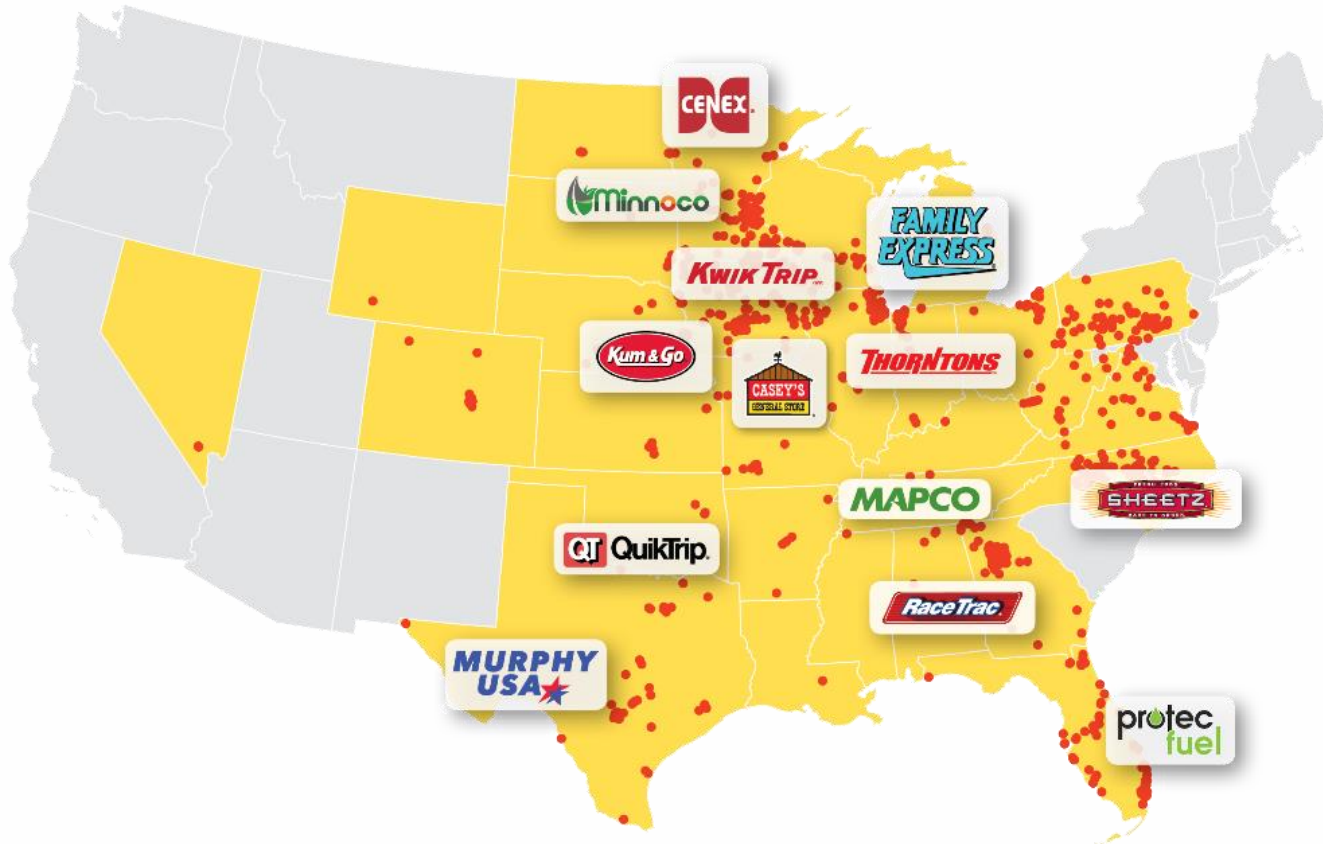 CENEX
Minnoco
FAMILY
EXPRESS
KWIK TRIP
Kum & Go
CASEY'S
GENERAL STORE
THORNTONS
MAPCO
SHEETZ
QT QuikTrip
RaceTrac
MURPHY
USA
protec
fuel